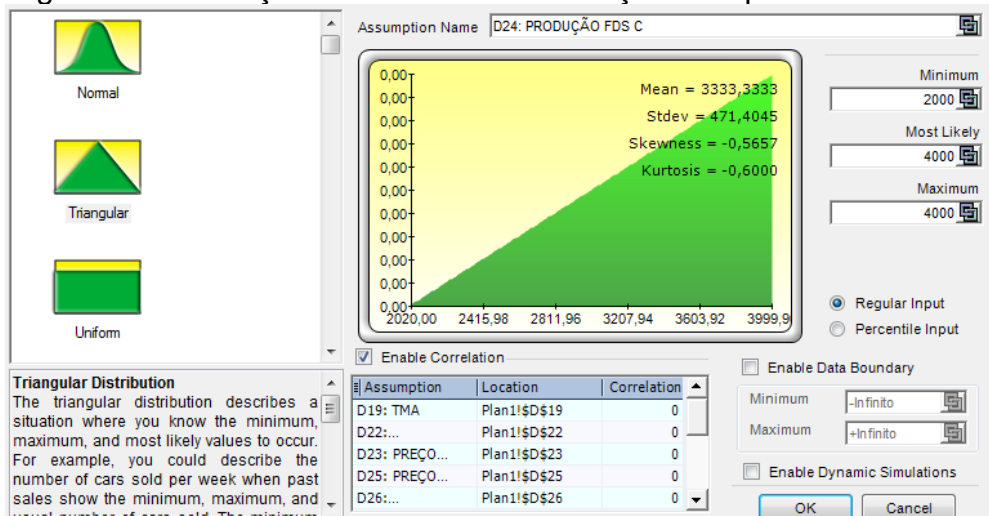 Normal
Triangular
Uniform
Triangular Distribution
The triangular distribution describes a
situation where you know the minimum,
maximum, and most likely values to occur.
For example, you could describe the
number of cars sold per week when past
sales show the minimum, maximum, and
Assumption Name D24: PRODUÇÃO FDS C
0,00
0,00
0,00
0,00
0,00
0,00
0,00
0,00
0,00
0,00
0,00
Mean = 3333,3333
Stdev = 471,4045
Skewness = -0,5657
Kurtosis = -0,6000
2020,00 2415,98 2811,96 3207,94 3603,92 3999,9
Minimum
2000
Most Likely
4000
Maximum
4000
Regular Input
Percentile Input
Enable Correlation
Assumption Location Correlation
D19: TMA Plan1!$D$19 0
D22:... Plan1!$D$22 0
D23: PREÇO... Plan1!$D$23 0
D25: PREÇO... Plan1!$D$25 0
D26:... Plan1!$D$26 0
Enable Data Boundary
Minimum -Infinito
Maximum +Infinito
Enable Dynamic Simulations
OK Cancel